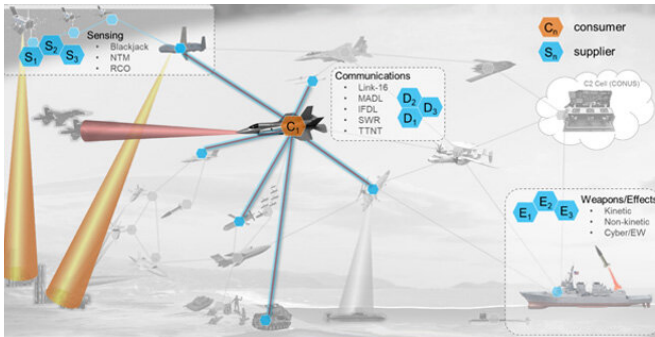 Sensing
S1
S2
S3
• Blackjack
• NTM
• RCO
Cn consumer
Sn supplier
Communications
• Link-16
• MADL
• IFDL
• SWR
• TTNT
D2
D3
D1
C1
C2 Cell (CONUS)
Weapons/Effects
E1
E2
E3
• Kinetic
• Non-kinetic
• Cyber/EW